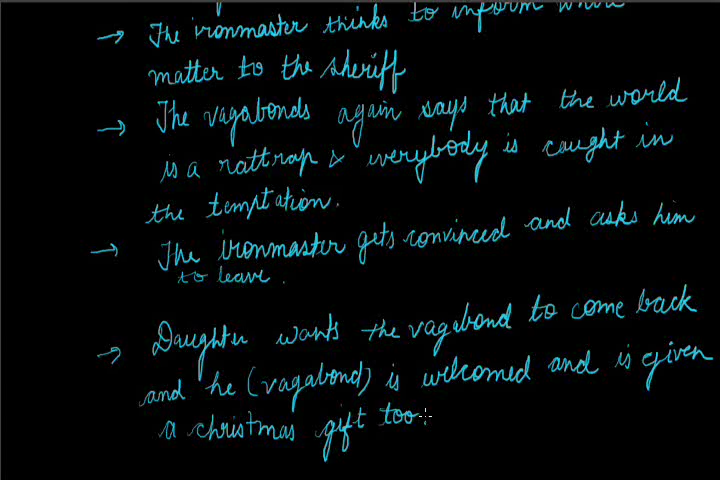 → The ironmaster thinks to inform whole
matter to the sheriff
→ The vagabonds again says that the world
is a rattrap & everybody is caught in
the temptation.
→ The ironmaster gets convinced and asks him
to leave.
→ Daughter wants the vagabond to come back
and he (vagabond) is welcomed and is given
a christmas gift too